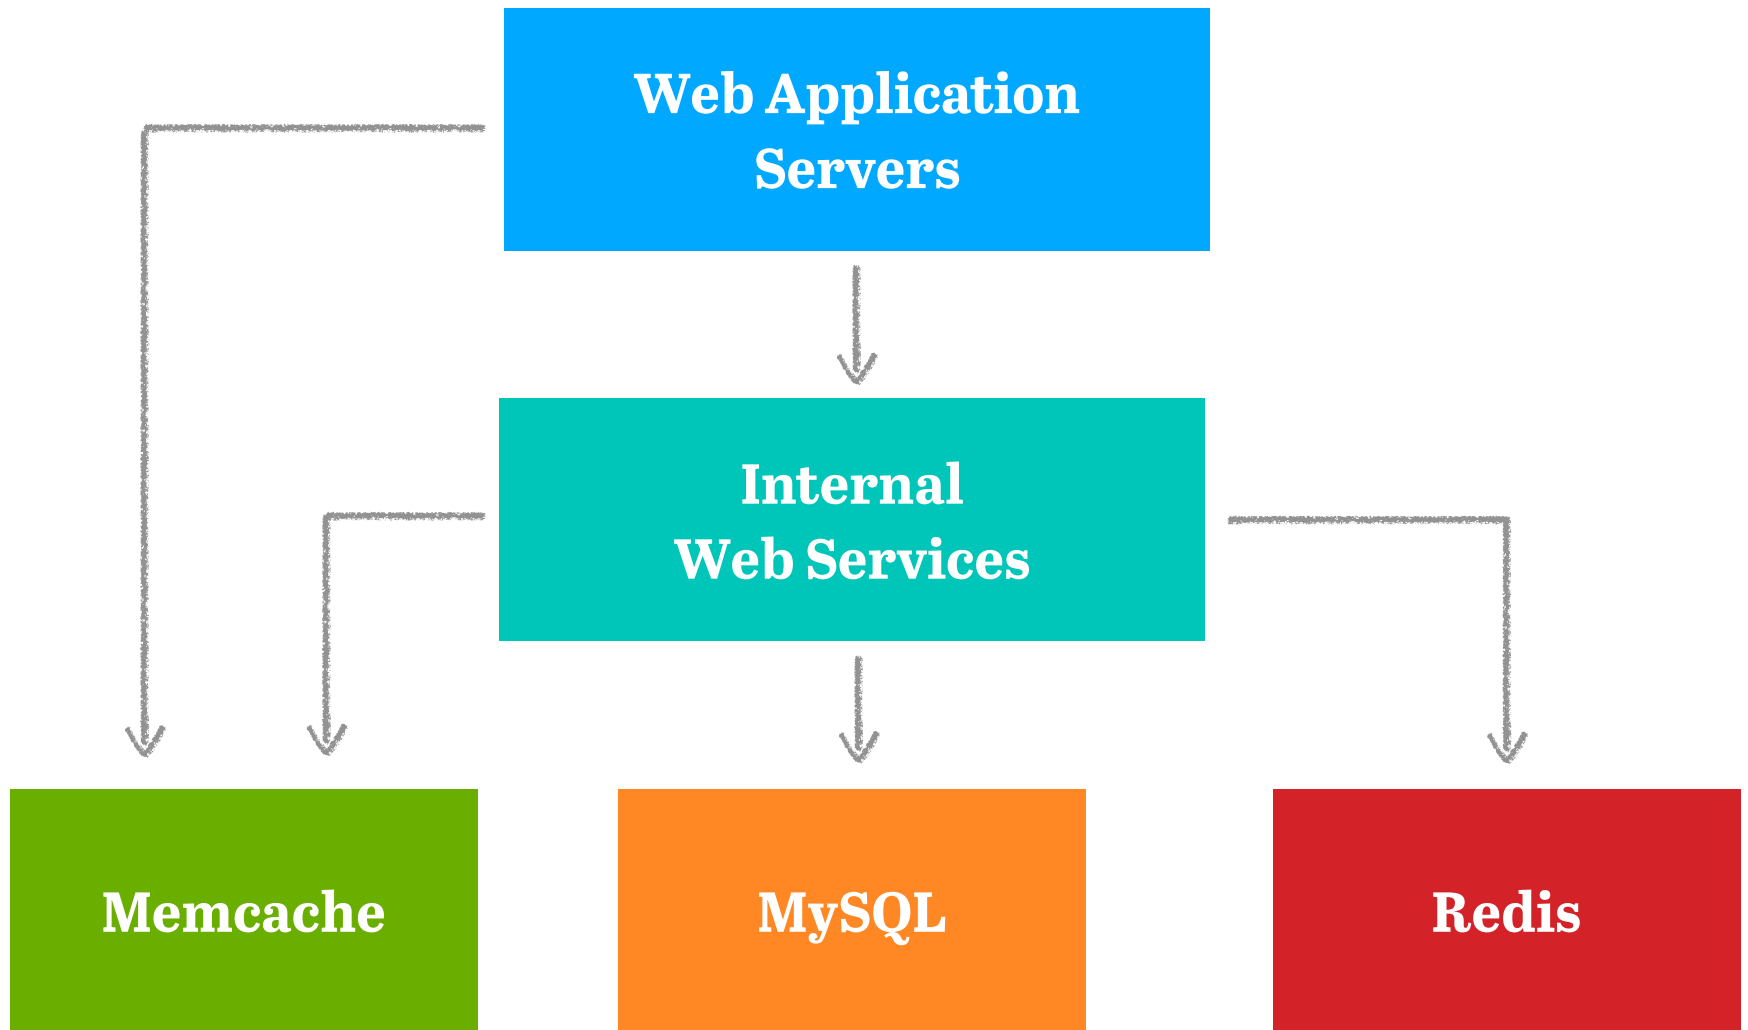 Web Application
Servers
Internal
Web Services
Memcache
MySQL
Redis